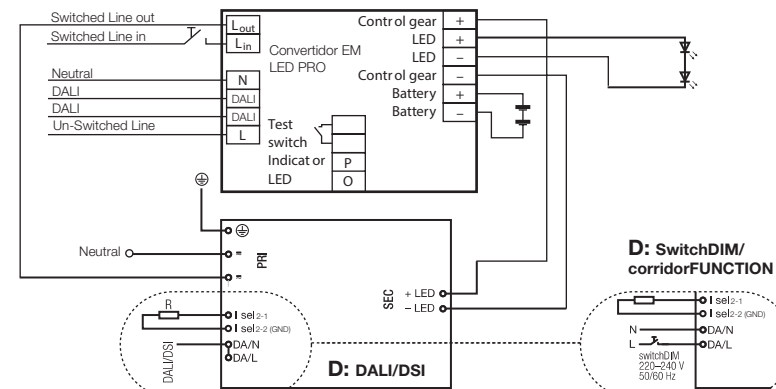 Switched Line out
Switched Line in
Neutral
DALI
DALI
Un-Switched Line
Lout
Lin
N
DALI
DALI
L
Convertidor EM
LED PRO
Test
switch
Indicat or
LED
P
O
Control gear +
LED +
LED –
Control gear –
Battery +
Battery –
Neutral
PRI
SEC
+ LED
– LED
R
I sel 2-1
I sel 2-2 (GND)
DA/N
DA/L
DALI/DSI
D: DALI/DSI
D: SwitchDIM/
corridorFUNCTION
I sel 2-1
I sel 2-2 (GND)
N
DA/N
L
DA/L
switchDIM
220–240 V
50/60 Hz